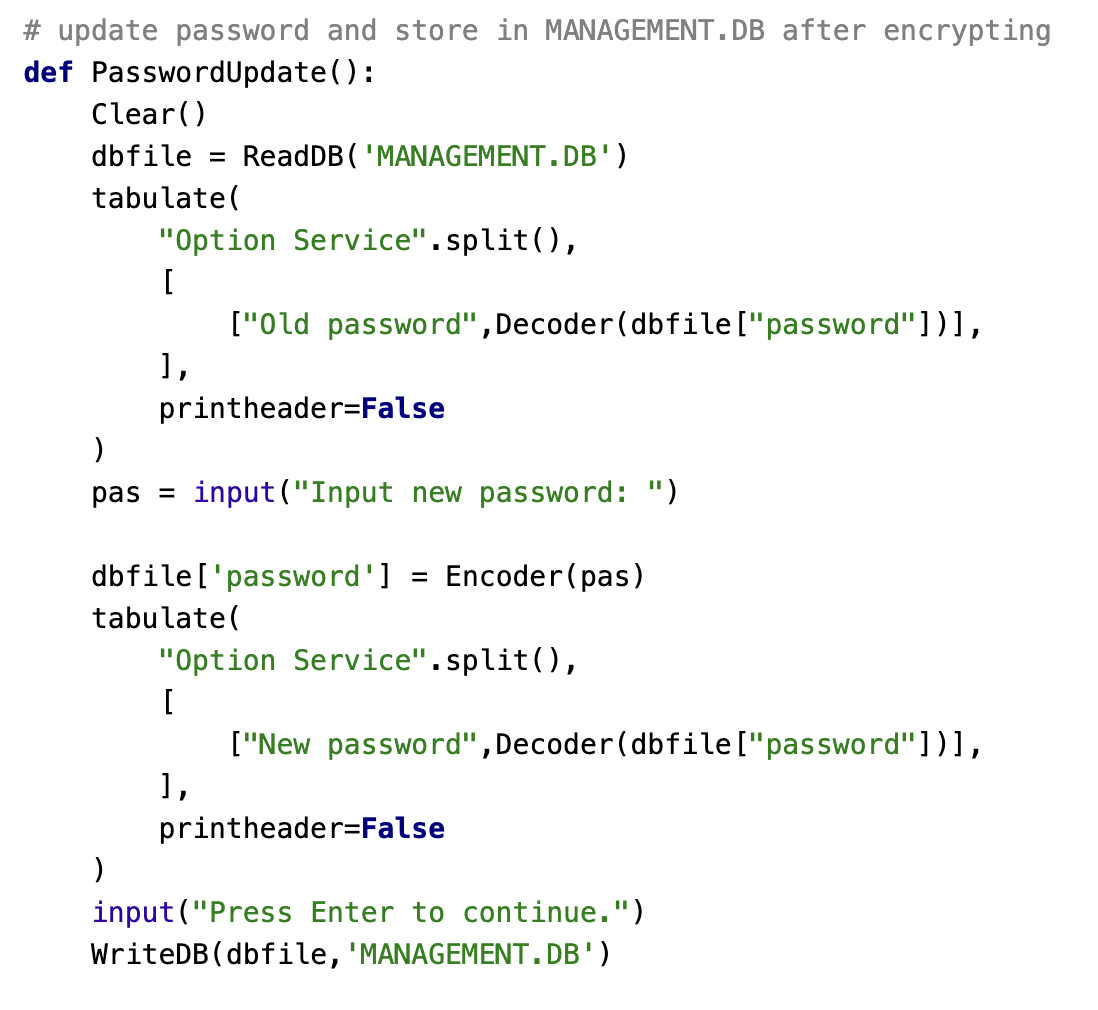 # update password and store in MANAGEMENT.DB after encrypting
def PasswordUpdate():
    Clear()
    dbfile = ReadDB('MANAGEMENT.DB')
    tabulate(
        "Option Service".split(),
        [
            ["Old password",Decoder(dbfile["password"])],
        ],
        printheader=False
    )
    pas = input("Input new password: ")

    dbfile['password'] = Encoder(pas)
    tabulate(
        "Option Service".split(),
        [
            ["New password",Decoder(dbfile["password"])],
        ],
        printheader=False
    )
    input("Press Enter to continue.")
    WriteDB(dbfile,'MANAGEMENT.DB')